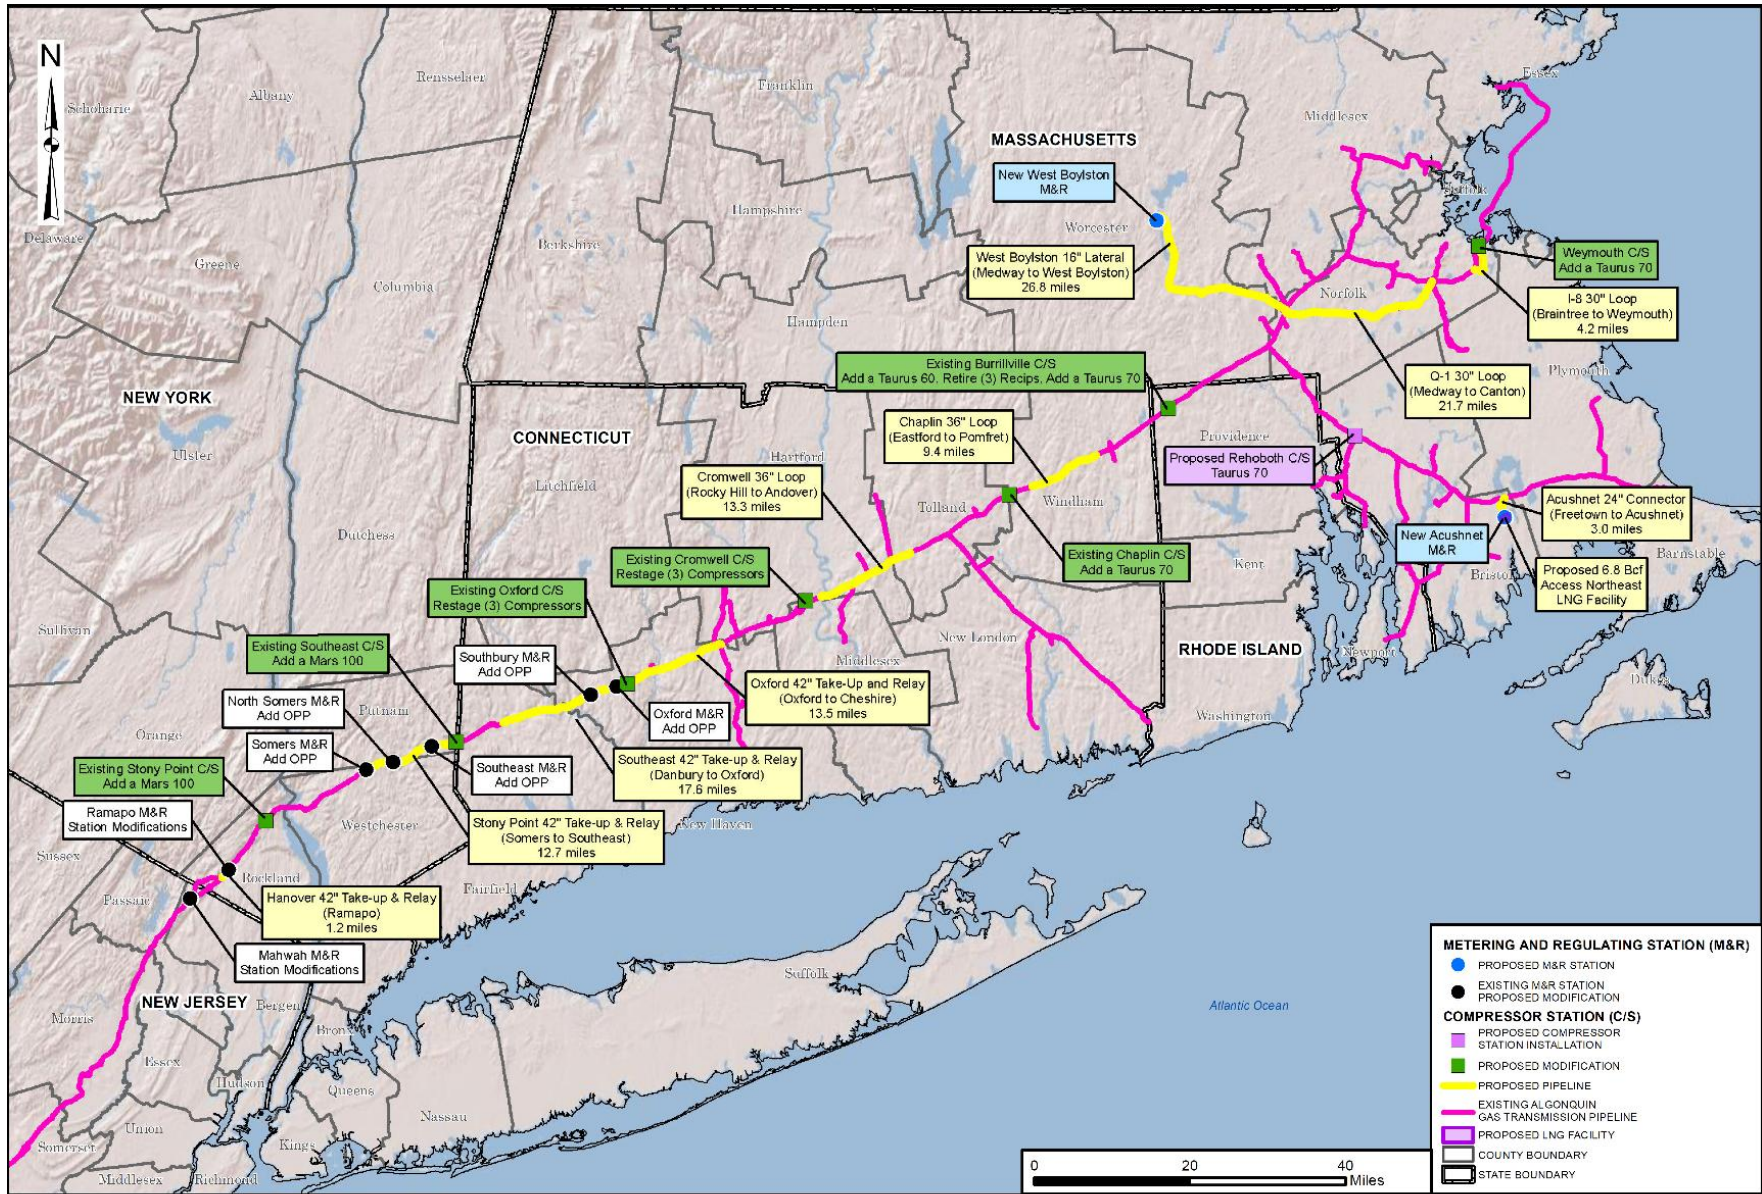 N
Schoharie
Albany
Rensselaer
Franklin
Essex
Middlesex
MASSACHUSETTS
New West Boylston
M&R
Suffolk
Hampshire
Worcester
Delaware
Greene
Berkshire
West Boylston 16" Lateral
(Medway to West Boylston)
26.8 miles
Weymouth C/S
Add a Taurus 70
Columbia
Norfolk
I-8 30" Loop
(Braintree to Weymouth)
4.2 miles
Hampden
Existing Burrillville C/S
Add a Taurus 60, Retire (3) Recips, Add a Taurus 70
Plymouth
Q-1 30" Loop
(Medway to Canton)
21.7 miles
NEW YORK
CONNECTICUT
Chaplin 36" Loop
(Eastford to Pomfret)
9.4 miles
Providence
Ulster
Hartford
Proposed Rehoboth C/S
Taurus 70
Cromwell 36" Loop
(Rocky Hill to Andover)
13.3 miles
Litchfield
Tolland
Windham
Acushnet 24" Connector
(Freetown to Acushnet)
3.0 miles
Dutchess
New Acushnet
M&R
Existing Cromwell C/S
Restage (3) Compressors
Existing Chaplin C/S
Add a Taurus 70
Kent
Bristol
Barnstable
Proposed 6.8 Bcf
Access Northeast
LNG Facility
Existing Oxford C/S
Restage (3) Compressors
Sullivan
New London
Existing Southeast C/S
Add a Mars 100
Southbury M&R
Add OPP
Middlesex
RHODE ISLAND
Newport
Dukes
North Somers M&R
Add OPP
Putnam
Oxford 42" Take-Up and Relay
(Oxford to Cheshire)
13.5 miles
Oxford M&R
Add OPP
Washington
Orange
Somers M&R
Add OPP
Southeast M&R
Add OPP
Southeast 42" Take-up & Relay
(Danbury to Oxford)
17.6 miles
Existing Stony Point C/S
Add a Mars 100
Ramapo M&R
Station Modifications
Westchester
Stony Point 42" Take-up & Relay
(Somers to Southeast)
12.7 miles
New Haven
Sussex
Rockland
Fairfield
Passaic
Hanover 42" Take-up & Relay
(Ramapo)
1.2 miles
Mahwah M&R
Station Modifications
Suffolk
NEW JERSEY
Bergen
Atlantic Ocean
Morris
Bronx
Essex
Hudson
Queens
Nassau
Union
Kings
Somerset
Middlesex
Richmond
0 20 40
Miles
METERING AND REGULATING STATION (M&R)
PROPOSED M&R STATION
EXISTING M&R STATION
PROPOSED MODIFICATION
COMPRESSOR STATION (C/S)
PROPOSED COMPRESSOR
STATION INSTALLATION
PROPOSED MODIFICATION
PROPOSED PIPELINE
EXISTING ALGONQUIN
GAS TRANSMISSION PIPELINE
PROPOSED LNG FACILITY
COUNTY BOUNDARY
STATE BOUNDARY